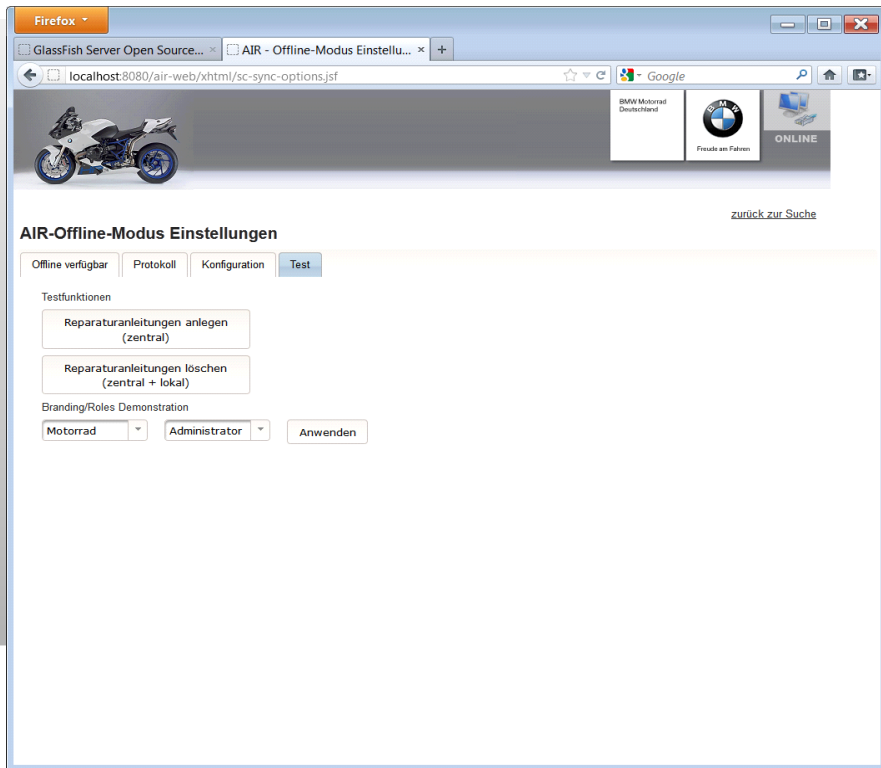 Firefox
GlassFish Server Open Source...
AIR - Offline-Modus Einstellu...
localhost:8080/air-web/xhtml/sc-sync-options.jsf
Google
BMW Motorrad
Deutschland
BMW
Freude am Fahren
ONLINE
zurück zur Suche
AIR-Offline-Modus Einstellungen
Offline verfügbar
Protokoll
Konfiguration
Test
Testfunktionen
Reparaturanleitungen anlegen
(zentral)
Reparaturanleitungen löschen
(zentral + lokal)
Branding/Roles Demonstration
Motorrad
Administrator
Anwenden